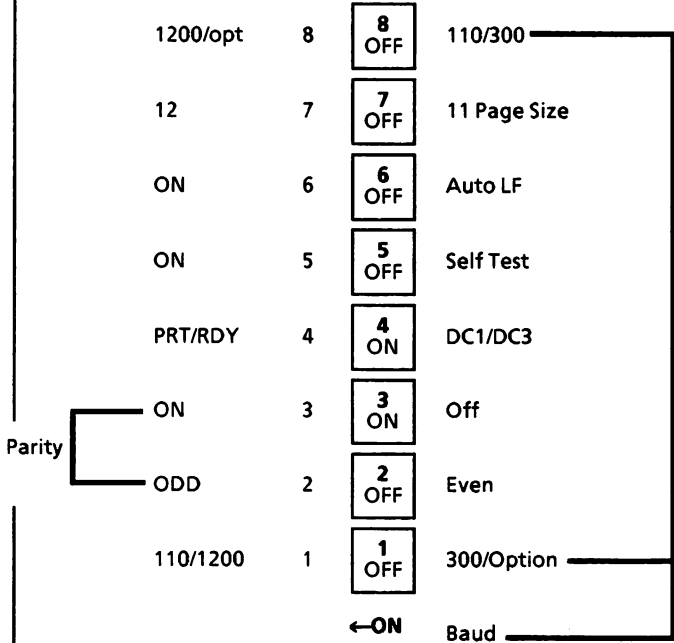 1200/opt 8 8 OFF 110/300
12 7 7 OFF 11 Page Size
ON 6 6 OFF Auto LF
ON 5 5 OFF Self Test
PRT/RDY 4 4 ON DC1/DC3
ON 3 3 ON Off
Parity
ODD 2 2 OFF Even
110/1200 1 1 OFF 300/Option
←ON Baud